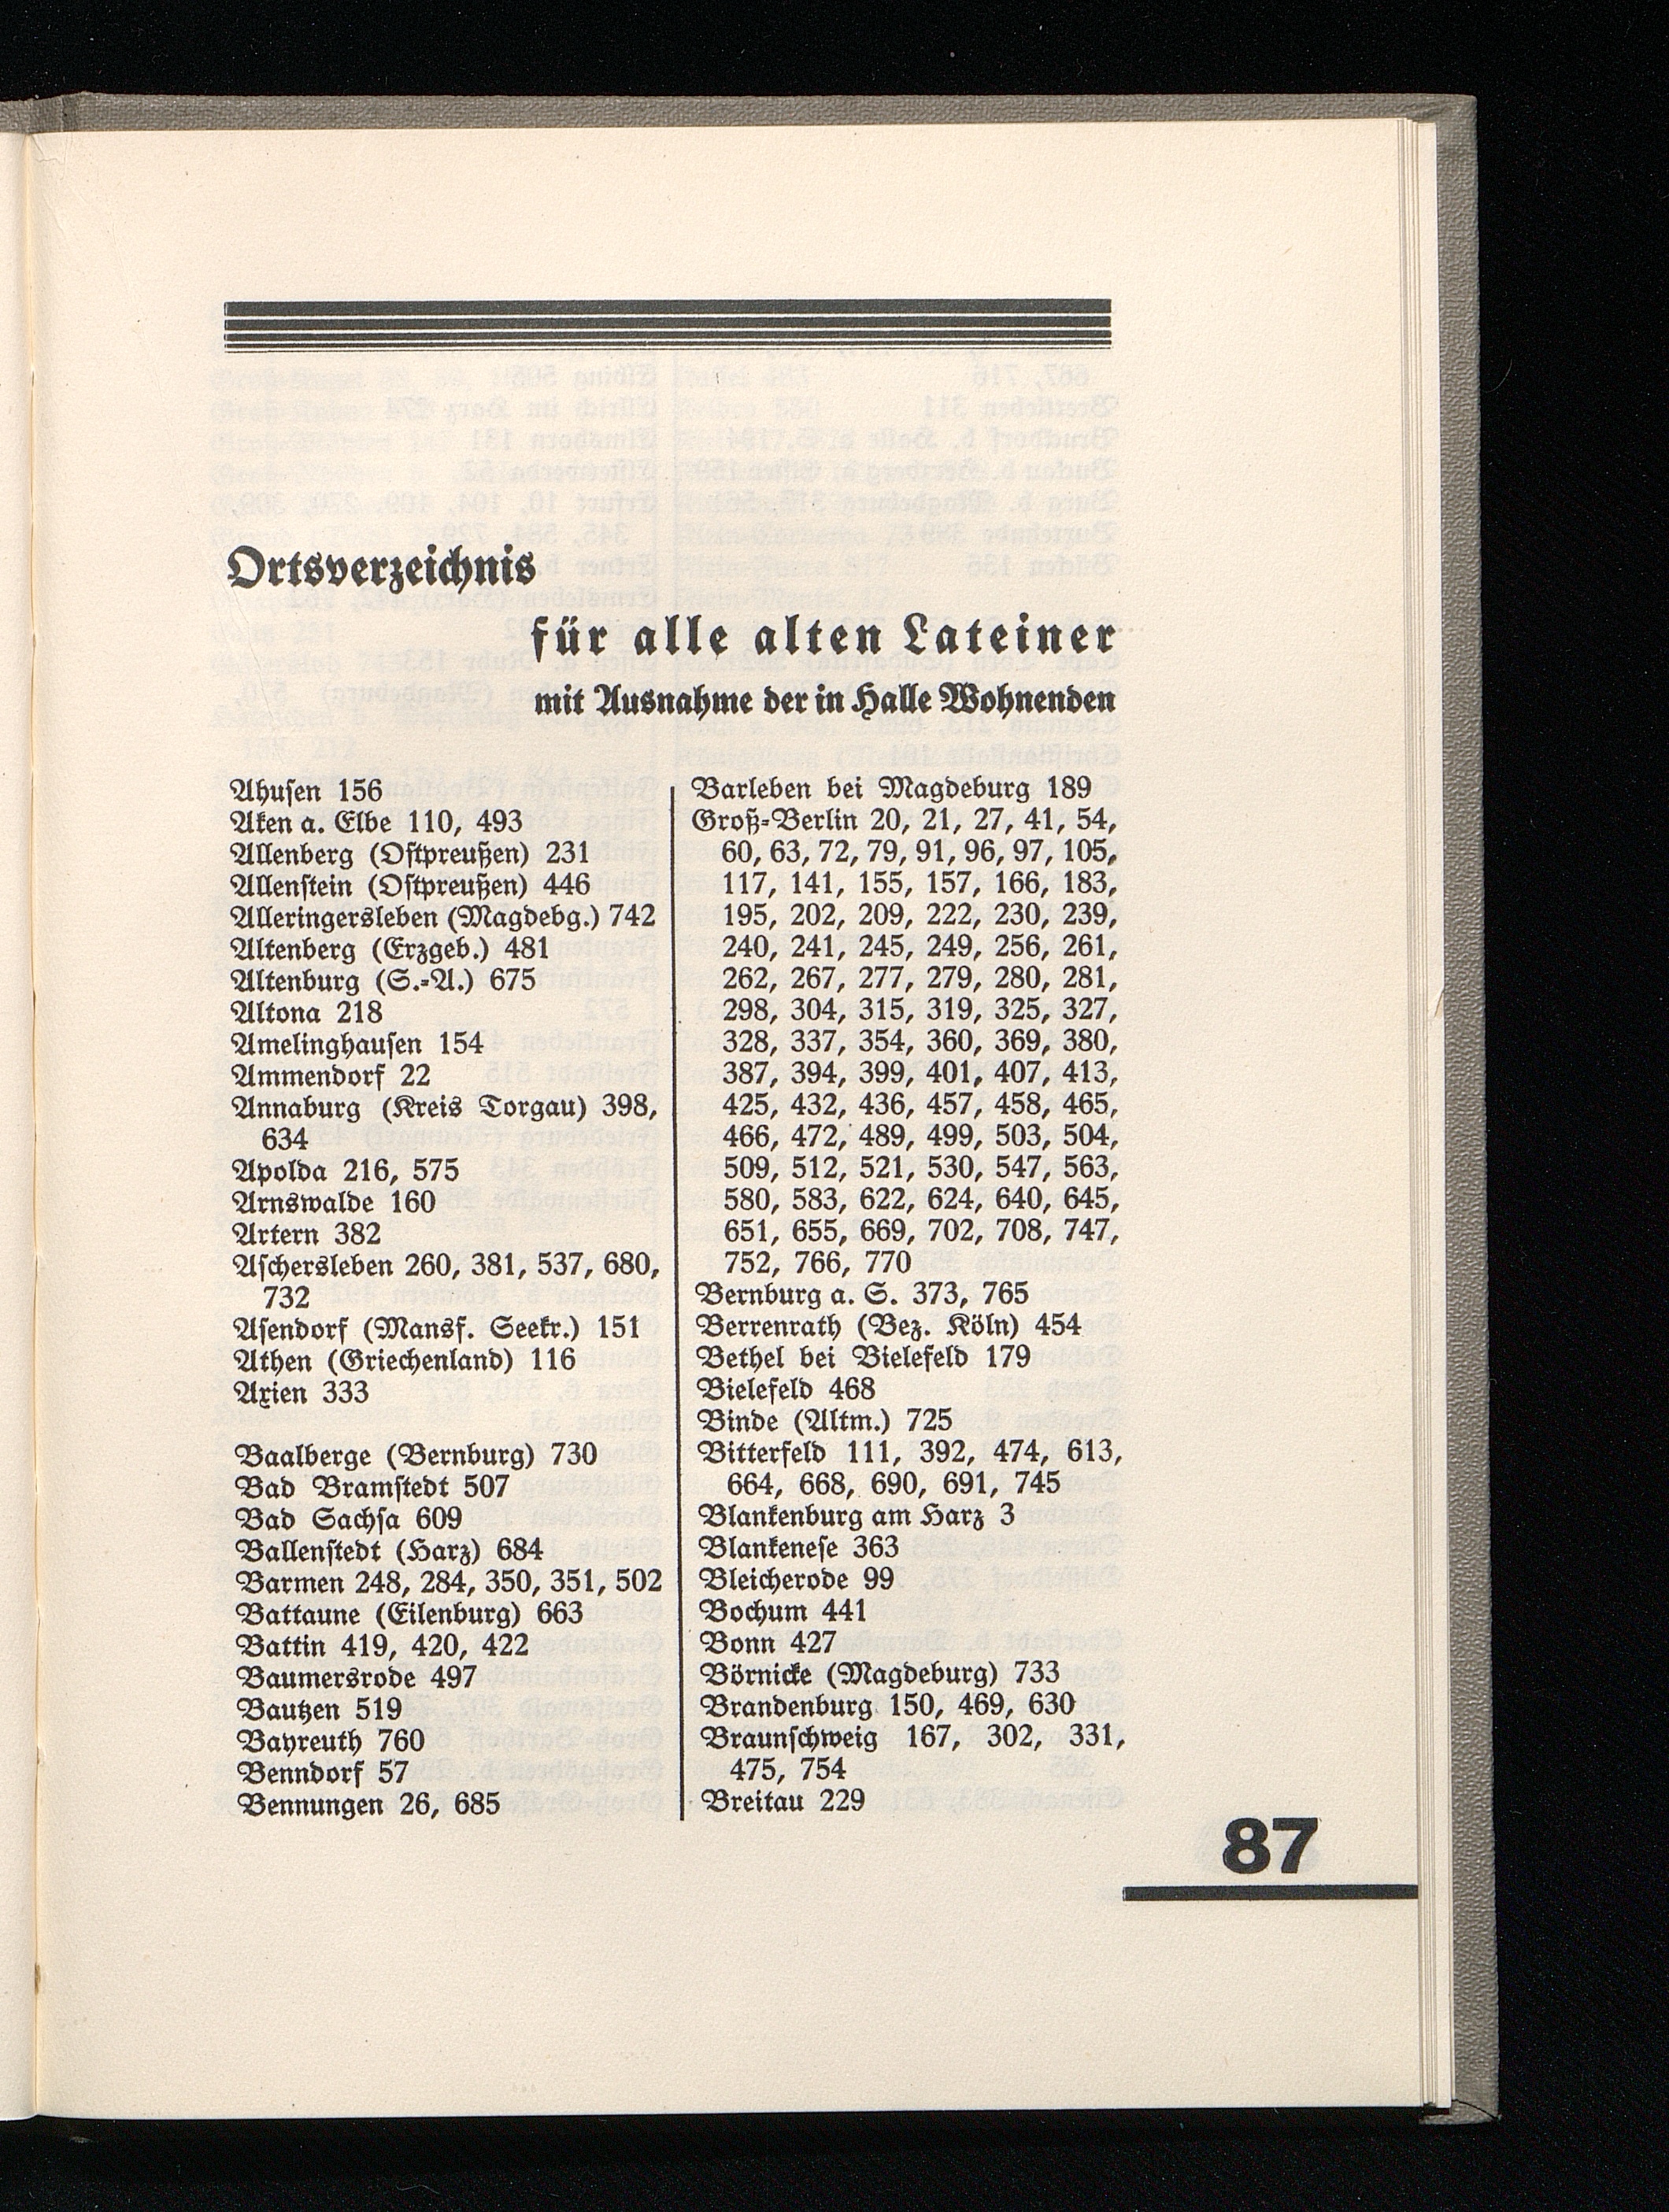 Ortsverzeichnis
für alle alten Lateiner
mit Ausnahme der in Halle Wohnenden
Ahusen 156
Aken a. Elbe 110, 493
Allenberg (Ostpreußen) 231
Allenstein (Ostpreußen) 446
Alleringersleben (Magdebg.) 742
Altenberg (Erzgeb.) 481
Altenburg (S.-A.) 675
Altona 218
Amelinghausen 154
Ammendorf 22
Annaburg (Kreis Torgau) 398,
634
Apolda 216, 575
Arnswalde 160
Artern 382
Aschersleben 260, 381, 537, 680,
732
Asendorf (Mansf. Seekr.) 151
Athen (Griechenland) 116
Axien 333
Baalberge (Bernburg) 730
Bad Bramstedt 507
Bad Sachsa 609
Ballenstedt (Harz) 684
Barmen 248, 284, 350, 351, 502
Battaune (Eilenburg) 663
Battin 419, 420, 422
Baumersrode 497
Bautzen 519
Bayreuth 760
Benndorf 57
Bennungen 26, 685
Barleben bei Magdeburg 189
Groß-Berlin 20, 21, 27, 41, 54,
60, 63, 72, 79, 91, 96, 97, 105,
117, 141, 155, 157, 166, 183,
195, 202, 209, 222, 230, 239,
240, 241, 245, 249, 256, 261,
262, 267, 277, 279, 280, 281,
298, 304, 315, 319, 325, 327,
328, 337, 354, 360, 369, 380,
387, 394, 399, 401, 407, 413,
425, 432, 436, 457, 458, 465,
466, 472, 489, 499, 503, 504,
509, 512, 521, 530, 547, 563,
580, 583, 622, 624, 640, 645,
651, 655, 669, 702, 708, 747,
752, 766, 770
Bernburg a. S. 373, 765
Berrenrath (Bez. Köln) 454
Bethel bei Bielefeld 179
Bielefeld 468
Binde (Altm.) 725
Bitterfeld 111, 392, 474, 613,
664, 668, 690, 691, 745
Blankenburg am Harz 3
Blankenese 363
Bleicherode 99
Bochum 441
Bonn 427
Börnicke (Magdeburg) 733
Brandenburg 150, 469, 630
Braunschweig 167, 302, 331,
475, 754
Breitau 229
87